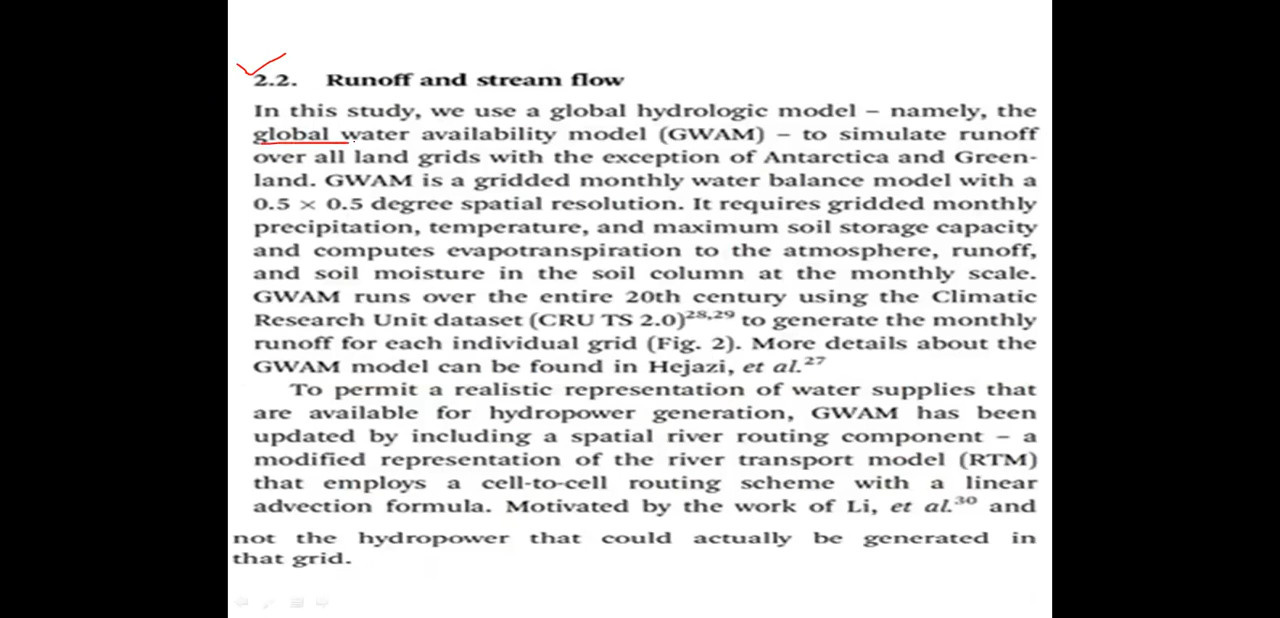 2.2. Runoff and stream flow
In this study, we use a global hydrologic model – namely, the
global water availability model (GWAM) – to simulate runoff
over all land grids with the exception of Antarctica and Green-
land. GWAM is a gridded monthly water balance model with a
0.5 × 0.5 degree spatial resolution. It requires gridded monthly
precipitation, temperature, and maximum soil storage capacity
and computes evapotranspiration to the atmosphere, runoff,
and soil moisture in the soil column at the monthly scale.
GWAM runs over the entire 20th century using the Climatic
Research Unit dataset (CRU TS 2.0)28,29 to generate the monthly
runoff for each individual grid (Fig. 2). More details about the
GWAM model can be found in Hejazi, et al.27
To permit a realistic representation of water supplies that
are available for hydropower generation, GWAM has been
updated by including a spatial river routing component – a
modified representation of the river transport model (RTM)
that employs a cell-to-cell routing scheme with a linear
advection formula. Motivated by the work of Li, et al.30 and
not the hydropower that could actually be generated in
that grid.